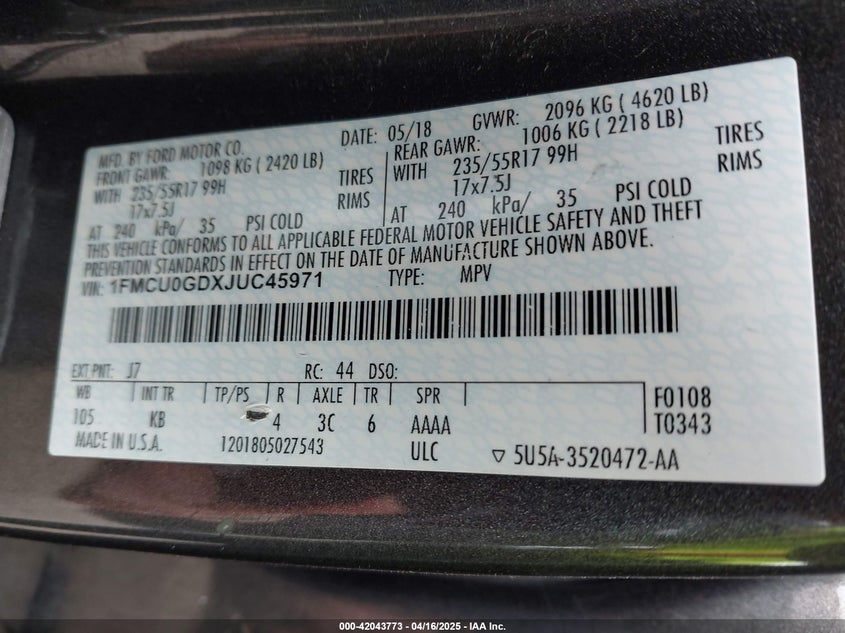 MFD. BY FORD MOTOR CO. DATE: 05/18 GVWR: 2096 KG ( 4620 LB)
FRONT GAWR: 1098 KG ( 2420 LB) REAR GAWR: 1006 KG ( 2218 LB)
WITH 235/55R17 99H TIRES WITH 235/55R17 99H TIRES
17x7.5J RIMS 17x7.5J RIMS
AT 240 kPa/ 35 PSI COLD AT 240 kPa/ 35 PSI COLD
THIS VEHICLE CONFORMS TO ALL APPLICABLE FEDERAL MOTOR VEHICLE SAFETY AND THEFT
PREVENTION STANDARDS IN EFFECT ON THE DATE OF MANUFACTURE SHOWN ABOVE.
VIN: 1FMCU0GDXJUC45971 TYPE: MPV
EXT PNT: J7 RC: 44 DSO:
WB INT TR TP/PS R AXLE TR SPR F0108
105 KB 4 3C 6 AAAA T0343
MADE IN U.S.A. 1201805027543 ULC ▽ 5U5A-3520472-AA
000-42043773 - 04/16/2025 - IAA Inc.